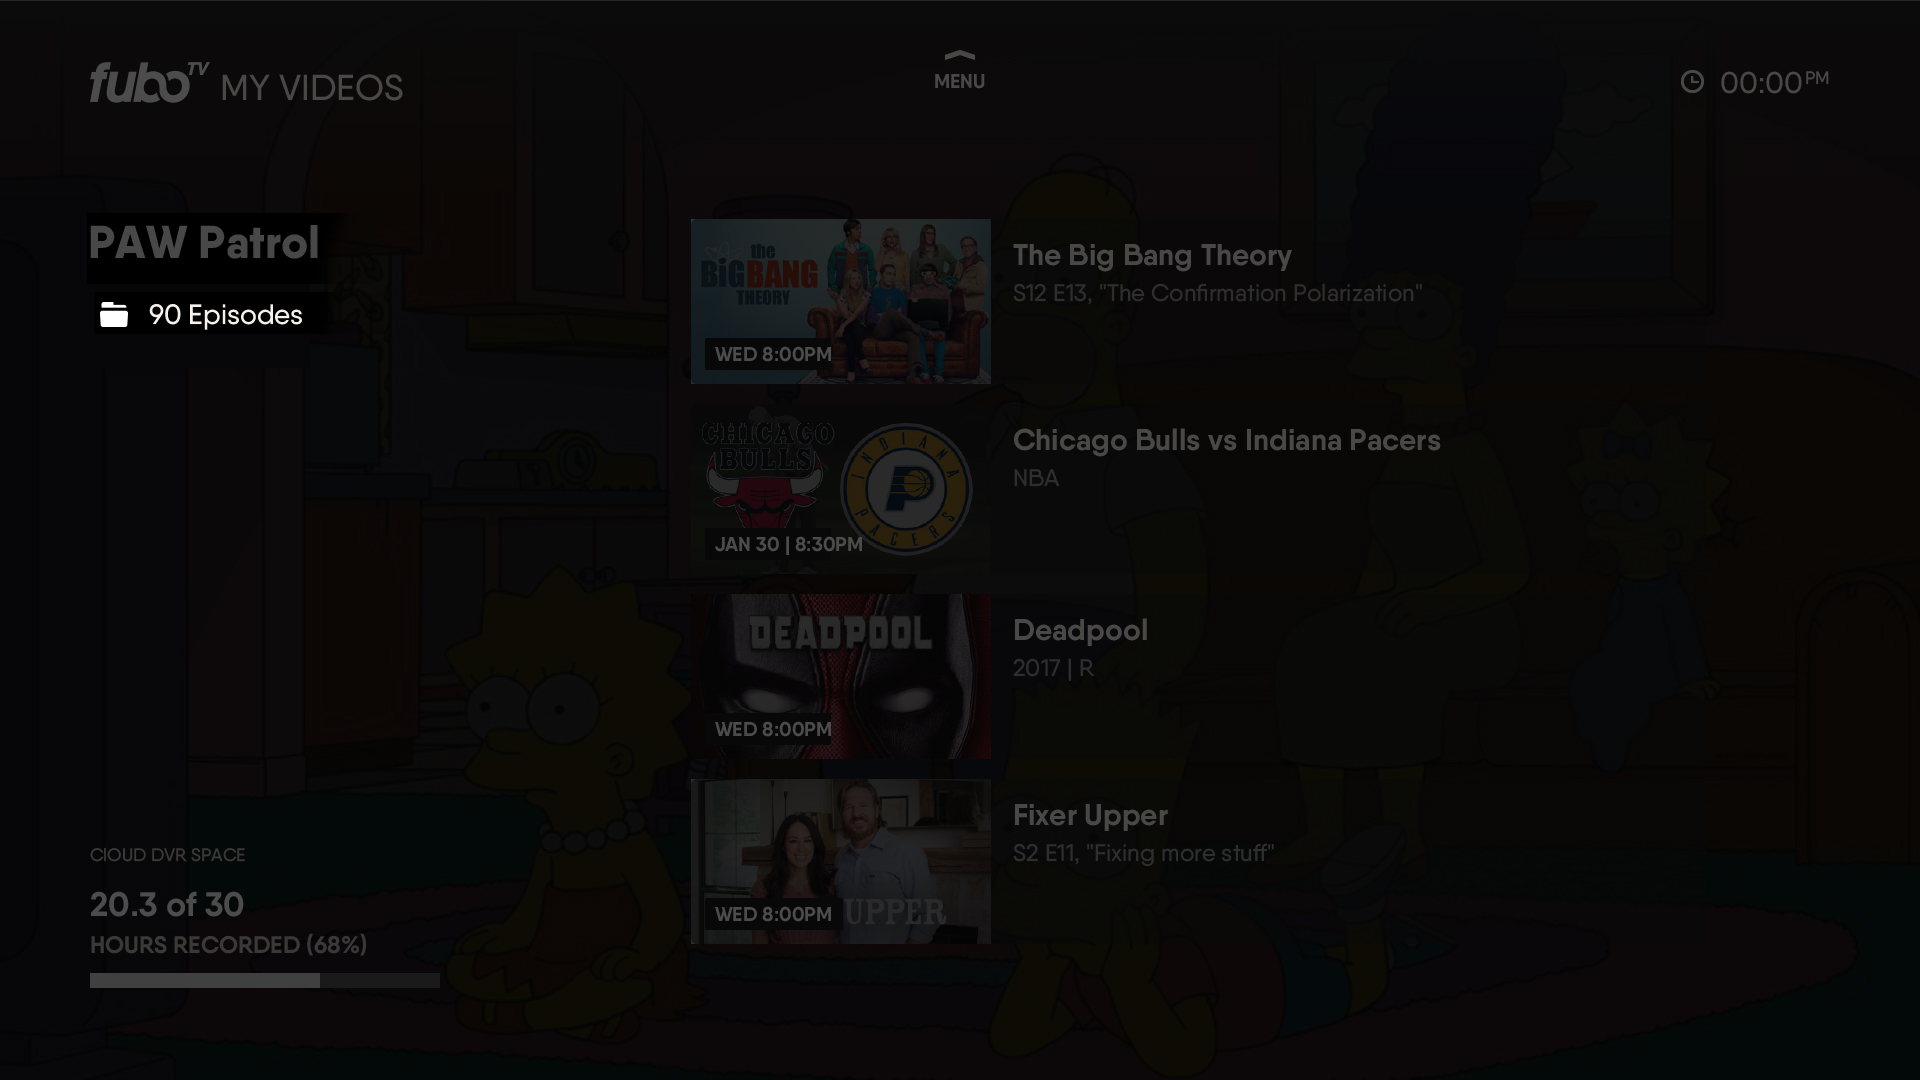 fuboTV MY VIDEOS
MENU
00:00PM
PAW Patrol
90 Episodes
the
BiG BANG
THEORY
WED 8:00PM
The Big Bang Theory
S12 E13, "The Confirmation Polarization"
CHICAGO
BULLS
INDIANA
PACERS
JAN 30 | 8:30PM
Chicago Bulls vs Indiana Pacers
NBA
DEADPOOL
WED 8:00PM
Deadpool
2017 | R
UPPER
WED 8:00PM
Fixer Upper
S2 E11, "Fixing more stuff"
ClOUD DVR SPACE
20.3 of 30
HOURS RECORDED (68%)